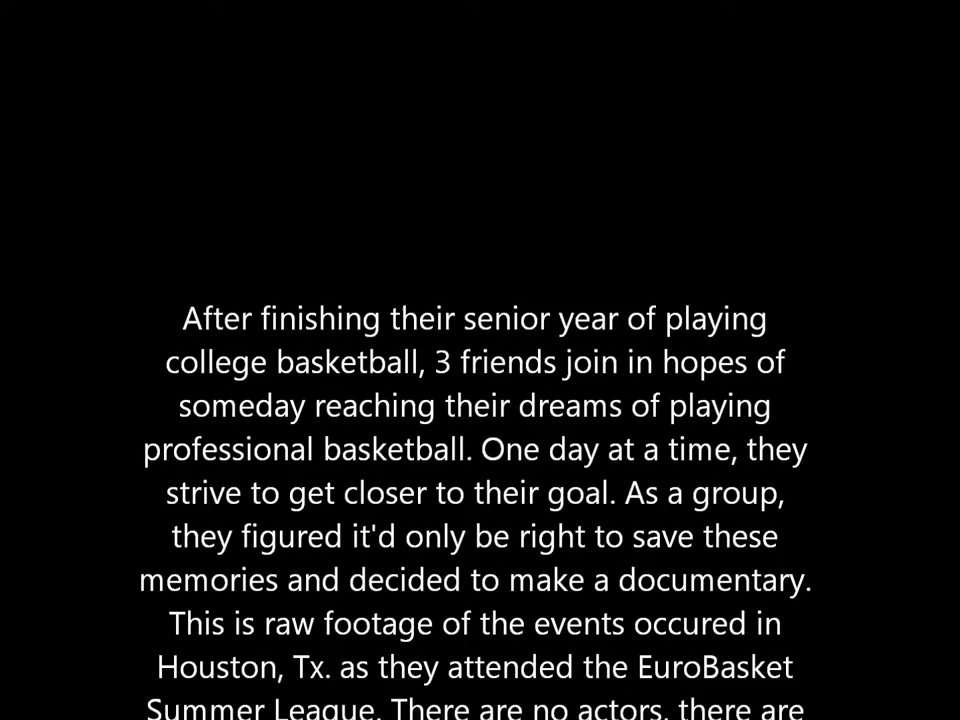 After finishing their senior year of playing
college basketball, 3 friends join in hopes of
someday reaching their dreams of playing
professional basketball. One day at a time, they
strive to get closer to their goal. As a group,
they figured it'd only be right to save these
memories and decided to make a documentary.
This is raw footage of the events occured in
Houston, Tx. as they attended the EuroBasket
Summer League. There are no actors, there are